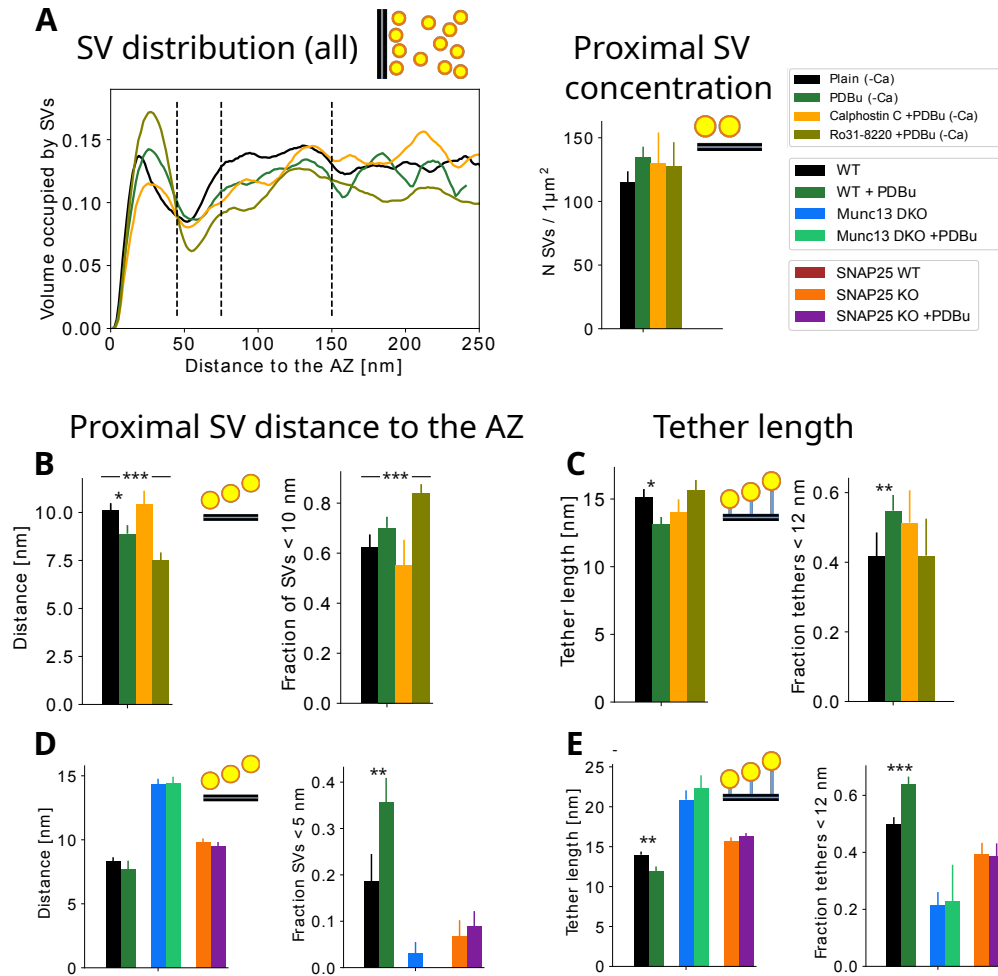 A
SV distribution (all)
Volume occupied by SVs
0.15
0.10
0.05
0.00
0
50
100
150
200
250
Distance to the AZ [nm]
Proximal SV
concentration
N SVs / 1μm²
150
100
50
0
Plain (-Ca)
PDBu (-Ca)
Calphostin C +PDBu (-Ca)
Ro31-8220 +PDBu (-Ca)
WT
WT + PDBu
Munc13 DKO
Munc13 DKO +PDBu
SNAP25 WT
SNAP25 KO
SNAP25 KO +PDBu
Proximal SV distance to the AZ
B
Distance [nm]
10.0
7.5
5.0
2.5
0.0
***
*
Fraction of SVs < 10 nm
0.8
0.6
0.4
0.2
0.0
***
Tether length
C
Tether length [nm]
15
10
5
0
*
Fraction tethers < 12 nm
0.6
0.4
0.2
0.0
**
D
Distance [nm]
15
10
5
0
Fraction SVs < 5 nm
0.4
0.3
0.2
0.1
0.0
**
E
Tether length [nm]
25
20
15
10
5
0
**
Fraction tethers < 12 nm
0.6
0.4
0.2
0.0
***